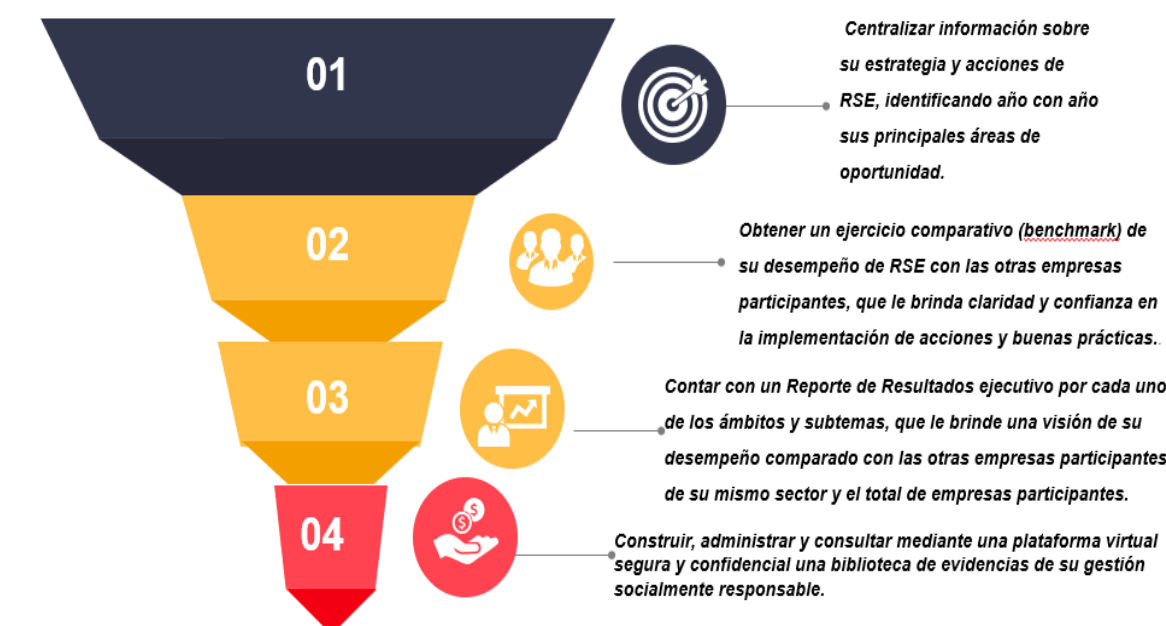 01
Centralizar información sobre
su estrategia y acciones de
RSE, identificando año con año
sus principales áreas de
oportunidad.
02
Obtener un ejercicio comparativo (benchmark) de
su desempeño de RSE con las otras empresas
participantes, que le brinda claridad y confianza en
la implementación de acciones y buenas prácticas..
03
Contar con un Reporte de Resultados ejecutivo por cada uno
de los ámbitos y subtemas, que le brinde una visión de su
desempeño comparado con las otras empresas participantes
de su mismo sector y el total de empresas participantes.
04
Construir, administrar y consultar mediante una plataforma virtual
segura y confidencial una biblioteca de evidencias de su gestión
socialmente responsable.